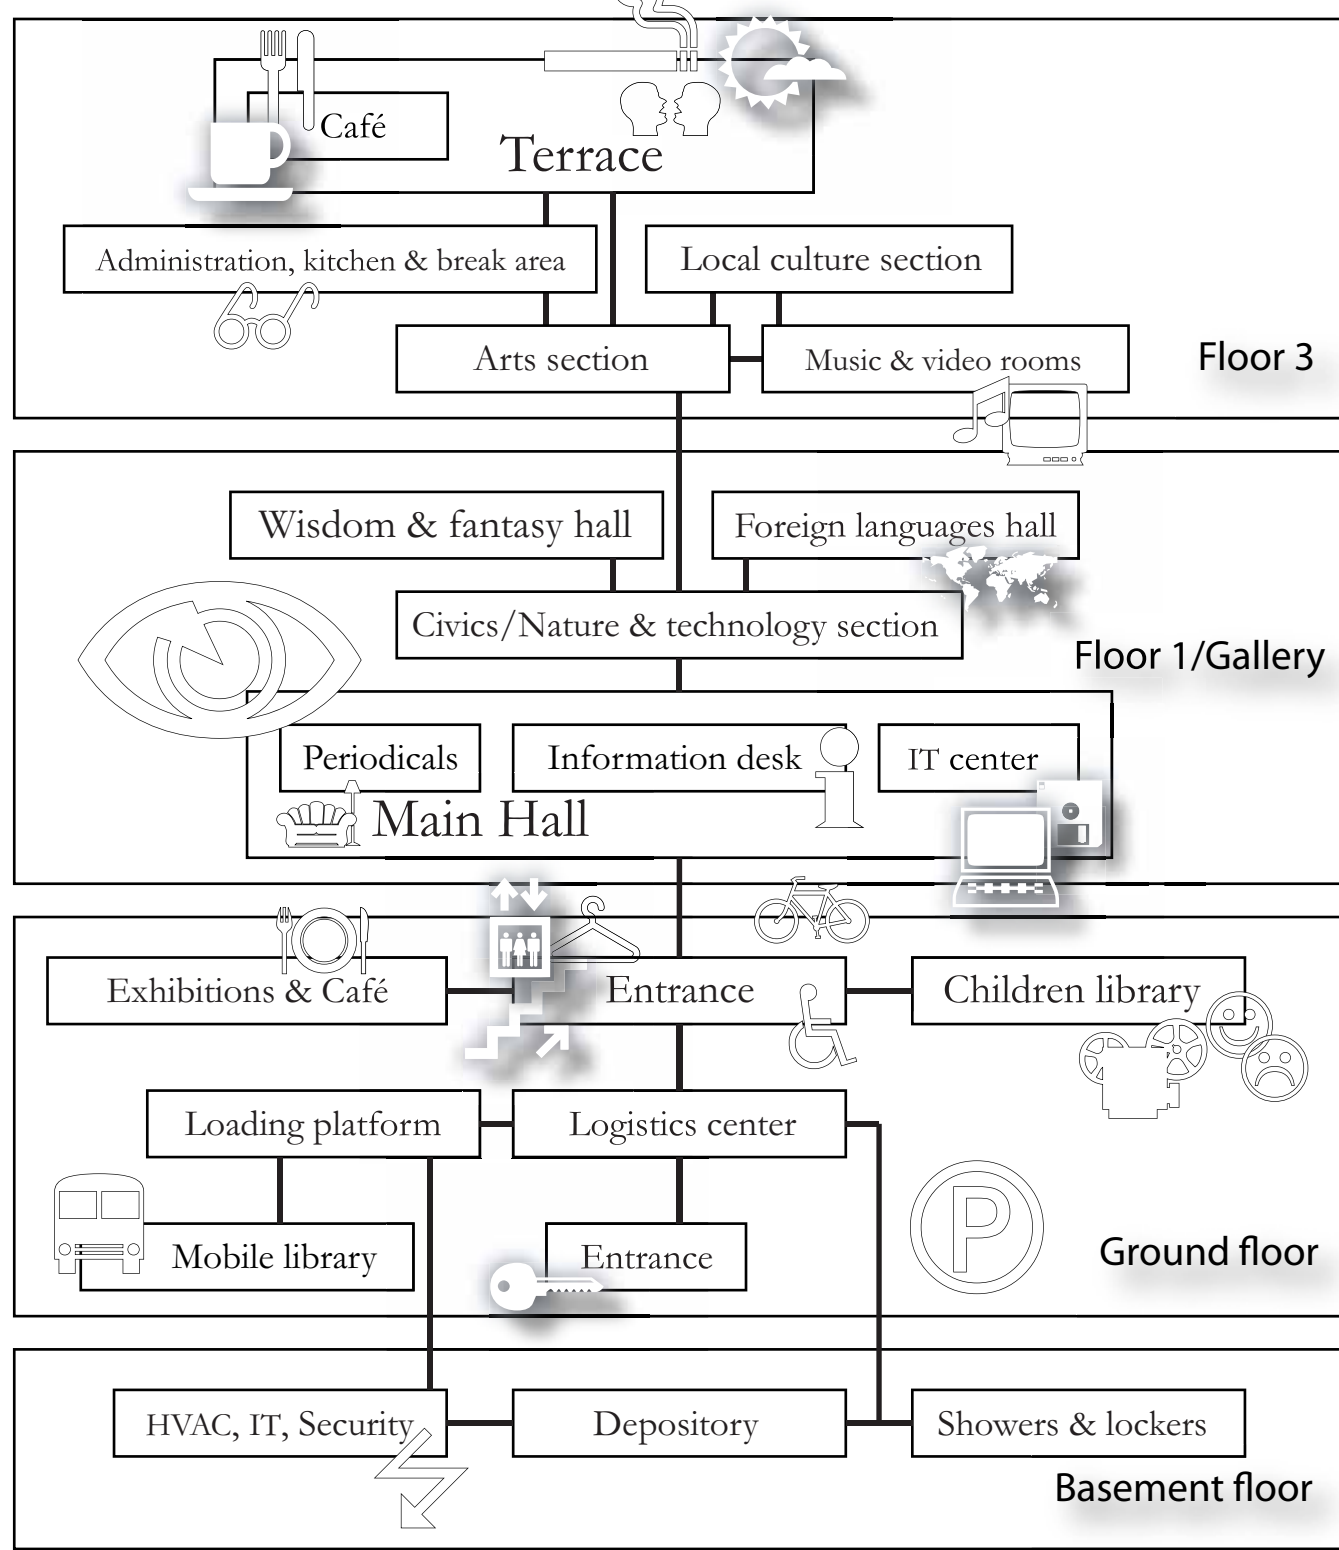 Café
Terrace
Administration, kitchen & break area
Local culture section
Arts section
Music & video rooms
Floor 3
Wisdom & fantasy hall
Foreign languages hall
Civics/Nature & technology section
Floor 1/Gallery
Periodicals
Information desk
IT center
Main Hall
Exhibitions & Café
Entrance
Children library
Loading platform
Logistics center
P
Mobile library
Entrance
Ground floor
HVAC, IT, Security
Depository
Showers & lockers
Basement floor